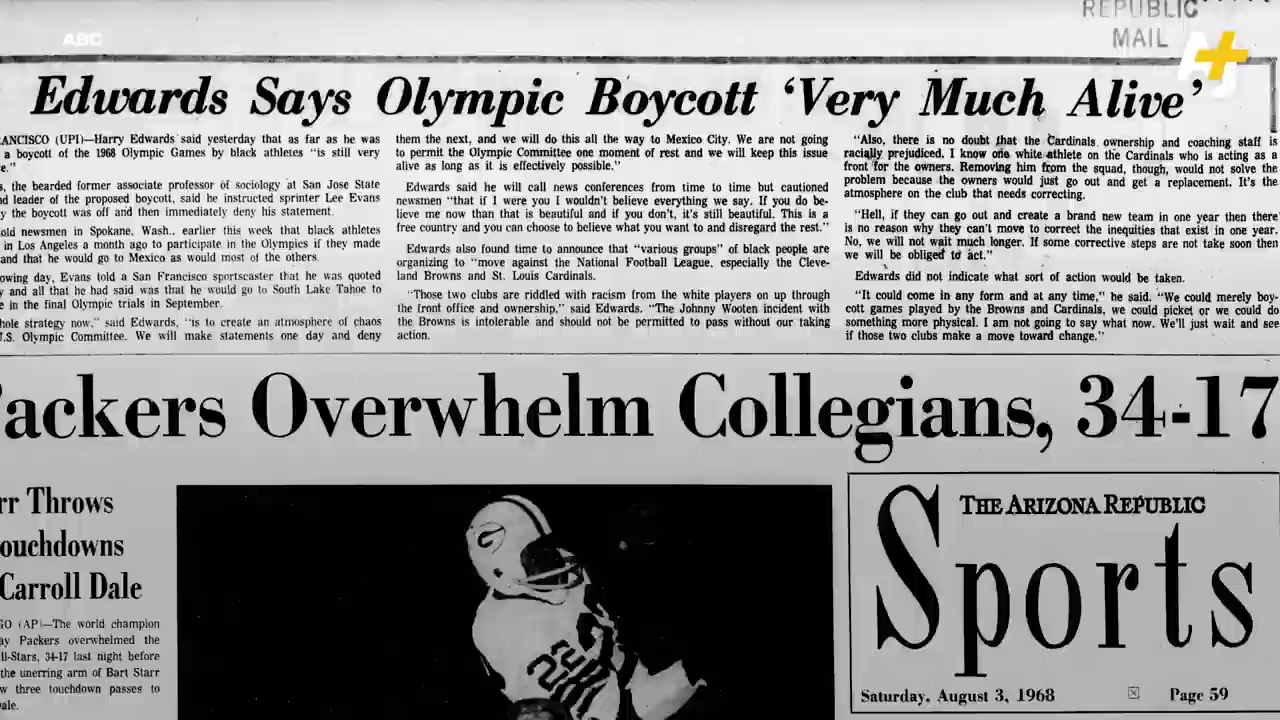 REPUBLIC
MAIL
ABC
Edwards Says Olympic Boycott ‘Very Much Alive’
ANCISCO (UPI)—Harry Edwards said yesterday that as far as he was
a boycott of the 1968 Olympic Games by black athletes “is still very
e.”
s, the bearded former associate professor of sociology at San Jose State
nd leader of the proposed boycott, said he instructed sprinter Lee Evans
y the boycott was off and then immediately deny his statement.
old newsmen in Spokane, Wash., earlier this week that black athletes
in Los Angeles a month ago to participate in the Olympics if they made
and that he would go to Mexico as would most of the others.
owing day, Evans told a San Francisco sportscaster that he was quoted
y and all that he had said was that he would go to South Lake Tahoe to
e in the final Olympic trials in September.
hole strategy now,” said Edwards, “is to create an atmosphere of chaos
U.S. Olympic Committee. We will make statements one day and deny
them the next, and we will do this all the way to Mexico City. We are not going
to permit the Olympic Committee one moment of rest and we will keep this issue
alive as long as it is effectively possible.”
Edwards said he will call news conferences from time to time but cautioned
newsmen “that if I were you I wouldn’t believe everything we say. If you do be-
lieve me now than that is beautiful and if you don’t, it’s still beautiful. This is a
free country and you can choose to believe what you want to and disregard the rest.”
Edwards also found time to announce that “various groups” of black people are
organizing to “move against the National Football League, especially the Cleve-
land Browns and St. Louis Cardinals.
“Those two clubs are riddled with racism from the white players on up through
the front office and ownership,” said Edwards. “The Johnny Wooten incident with
the Browns is intolerable and should not be permitted to pass without our taking
action.
“Also, there is no doubt that the Cardinals ownership and coaching staff is
racially prejudiced. I know one white athlete on the Cardinals who is acting as a
front for the owners. Removing him from the squad, though, would not solve the
problem because the owners would just go out and get a replacement. It’s the
atmosphere on the club that needs correcting.
“Hell, if they can go out and create a brand new team in one year then there
is no reason why they can’t move to correct the inequities that exist in one year.
No, we will not wait much longer. If some corrective steps are not taken soon then
we will be obliged to act.”
Edwards did not indicate what sort of action would be taken.
“It could come in any form and at any time,” he said. “We could merely boy-
cott games played by the Browns and Cardinals, we could picket or we could do
something more physical. I am not going to say what now. We’ll just wait and see
if those two clubs make a move toward change.”
Packers Overwhelm Collegians, 34-17
rr Throws
ouchdowns
Carroll Dale
GO (AP)—The world champion
ay Packers overwhelmed the
ll-Stars, 34-17 last night before
the unerring arm of Bart Starr
w three touchdown passes to
ale.
G
22
THE ARIZONA REPUBLIC
Sports
Saturday, August 3, 1968 Page 59